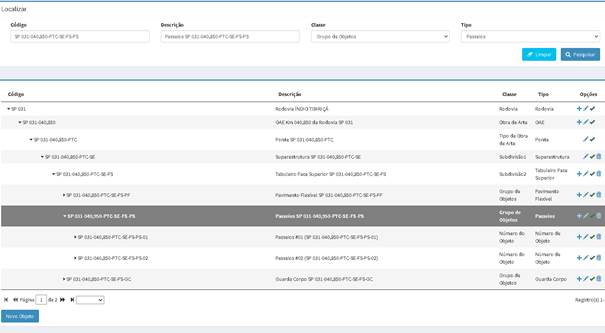 Localizar
Código Descrição Classe Tipo
SP 031-040,850-PTC-SE-FS-PS Passeios SP 031-040,850-PTC-SE-FS-PS Grupo de Objetos Passeios
Limpar Pesquisar
Código Descrição Classe Tipo Opções
SP 031 Rodovia Rodovia Rodovia
SP 031-040,850 OAE Km 040,850 da Rodovia SP 031 Obra de Arte OAE
SP 031-040,850-PTC Ponte SP 031-040,850-PTC Tipo da Obra de Arte Ponte
SP 031-040,850-PTC-SE Superestrutura SP 031-040,850-PTC-SE Subdivisão1 Superestrutura
SP 031-040,850-PTC-SE-FS Tabuleiro Face Superior SP 031-040,850-PTC-SE-FS Subdivisão2 Tabuleiro Face Superior
SP 031-040,850-PTC-SE-FS-PF Pavimento Flexível SP 031-040,850-PTC-SE-FS-PF Grupo de Objetos Pavimento Flexível
SP 031-040,950-PTC-SE-FS-PS Passeios SP 031-040,950-PTC-SE-FS-PS Grupo de Objetos Passeios
SP 031-040,850-PTC-SE-FS-PS-01 Passeios #01 (SP 031-040,850-PTC-SE-FS-PS-01) Número do Objeto Número do Objeto
SP 031-040,850-PTC-SE-FS-PS-02 Passeios #02 (SP 031-040,850-PTC-SE-FS-PS-02) Número do Objeto Número do Objeto
SP 031-040,850-PTC-SE-FS-GC Guarda Corpo SP 031-040,850-PTC-SE-FS-GC Grupo de Objetos Guarda Corpo
Página 1 de 2 Registro(s) 1-
Novo Objeto